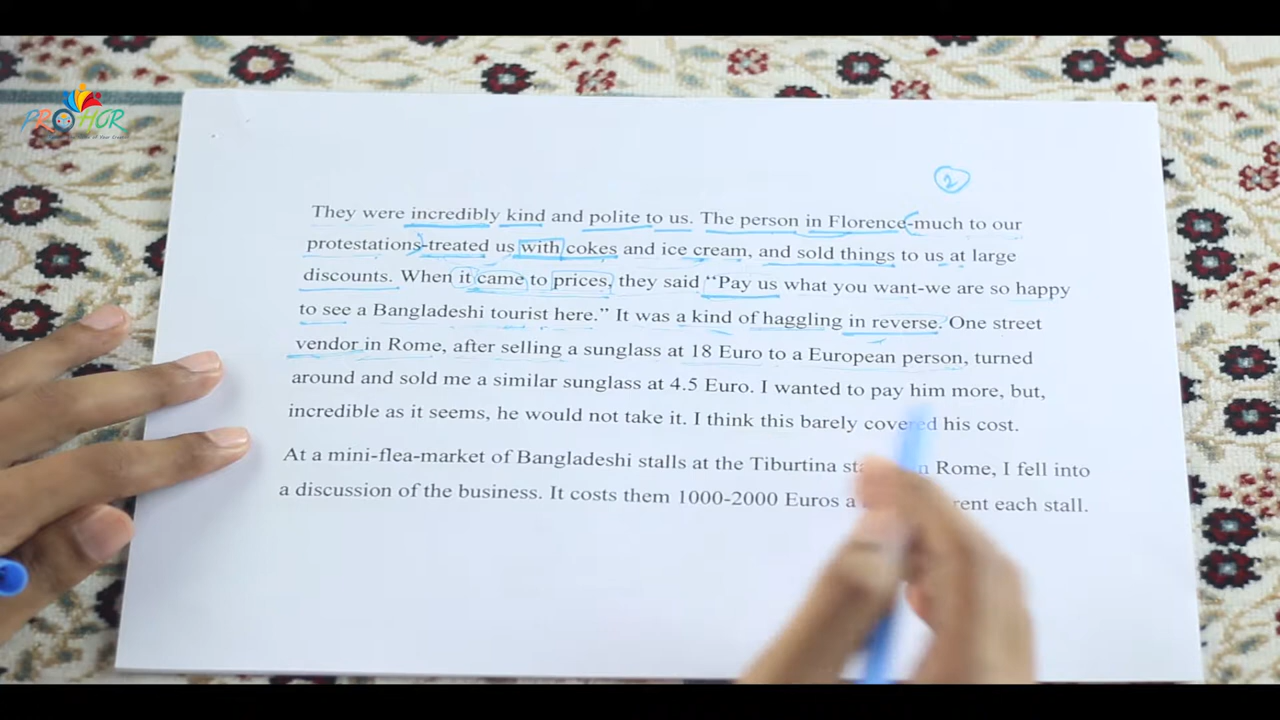 PROHOR
2
They were incredibly kind and polite to us. The person in Florence-much to our
protestations-treated us with cokes and ice cream, and sold things to us at large
discounts. When it came to prices, they said “Pay us what you want-we are so happy
to see a Bangladeshi tourist here.” It was a kind of haggling in reverse. One street
vendor in Rome, after selling a sunglass at 18 Euro to a European person, turned
around and sold me a similar sunglass at 4.5 Euro. I wanted to pay him more, but,
incredible as it seems, he would not take it. I think this barely covered his cost.
At a mini-flea-market of Bangladeshi stalls at the Tiburtina in Rome, I fell into
a discussion of the business. It costs them 1000-2000 Euros a rent each stall.